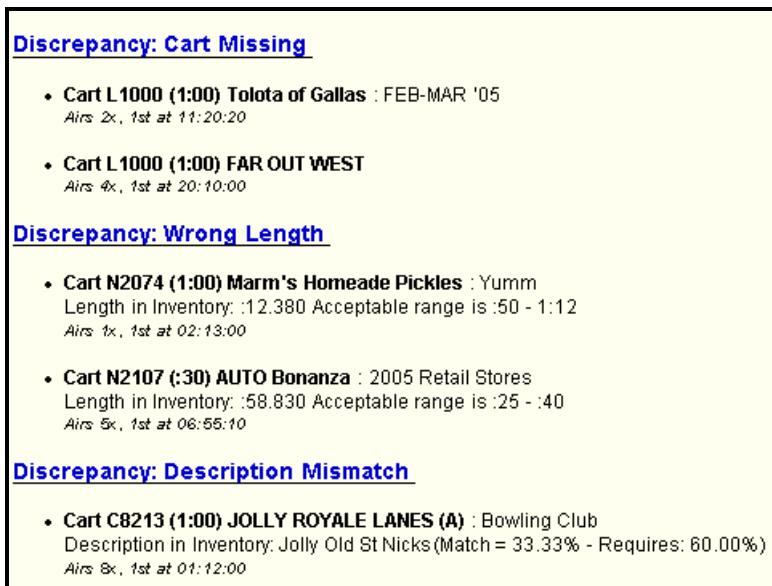 Discrepancy: Cart Missing
• Cart L1000 (1:00) Tolota of Gallas : FEB-MAR '05
Airs 2x, 1st at 11:20:20
• Cart L1000 (1:00) FAR OUT WEST
Airs 4x, 1st at 20:10:00
Discrepancy: Wrong Length
• Cart N2074 (1:00) Marm's Homeade Pickles : Yumm
Length in Inventory: :12.380 Acceptable range is :50 - 1:12
Airs 1x, 1st at 02:13:00
• Cart N2107 (:30) AUTO Bonanza : 2005 Retail Stores
Length in Inventory: :58.830 Acceptable range is :25 - :40
Airs 5x, 1st at 06:55:10
Discrepancy: Description Mismatch
• Cart C8213 (1:00) JOLLY ROYALE LANES (A) : Bowling Club
Description in Inventory: Jolly Old St Nicks (Match = 33.33% - Requires: 60.00%)
Airs 8x, 1st at 01:12:00